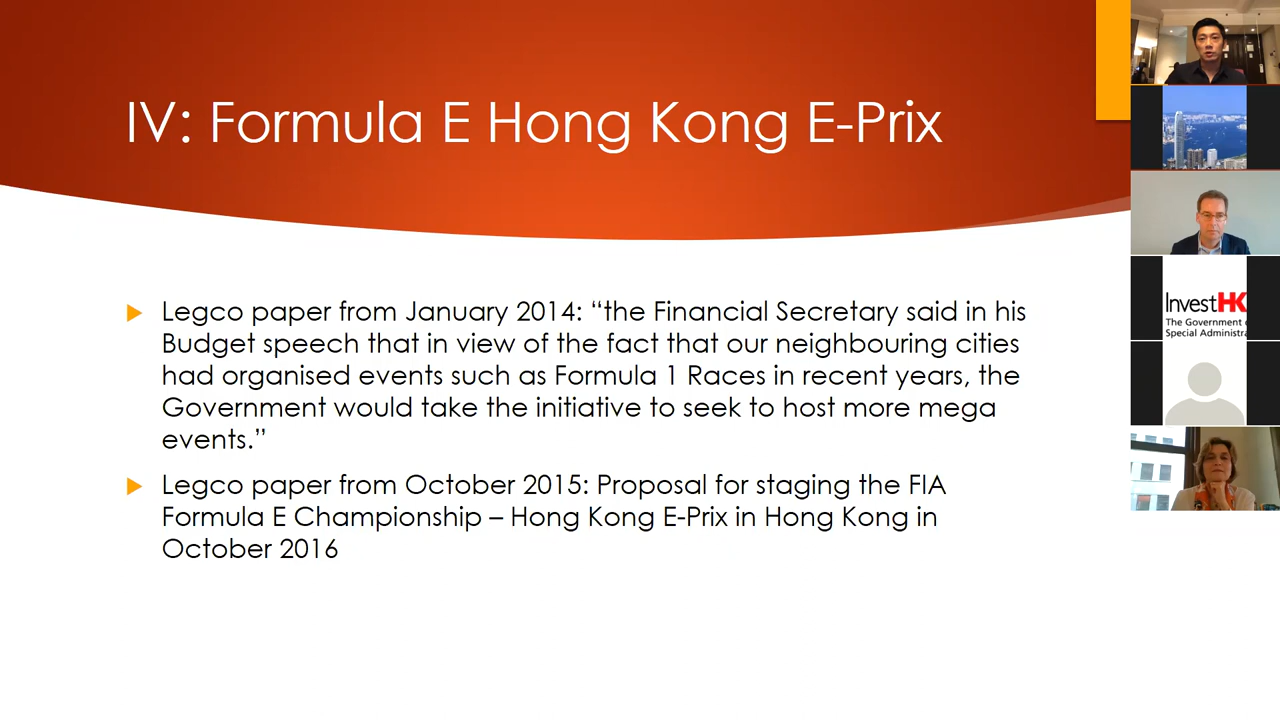 IV: Formula E Hong Kong E-Prix
Legco paper from January 2014: “the Financial Secretary said in his
Budget speech that in view of the fact that our neighbouring cities
had organised events such as Formula 1 Races in recent years, the
Government would take the initiative to seek to host more mega
events.”
Legco paper from October 2015: Proposal for staging the FIA
Formula E Championship – Hong Kong E-Prix in Hong Kong in
October 2016
InvestHK
The Government
Special